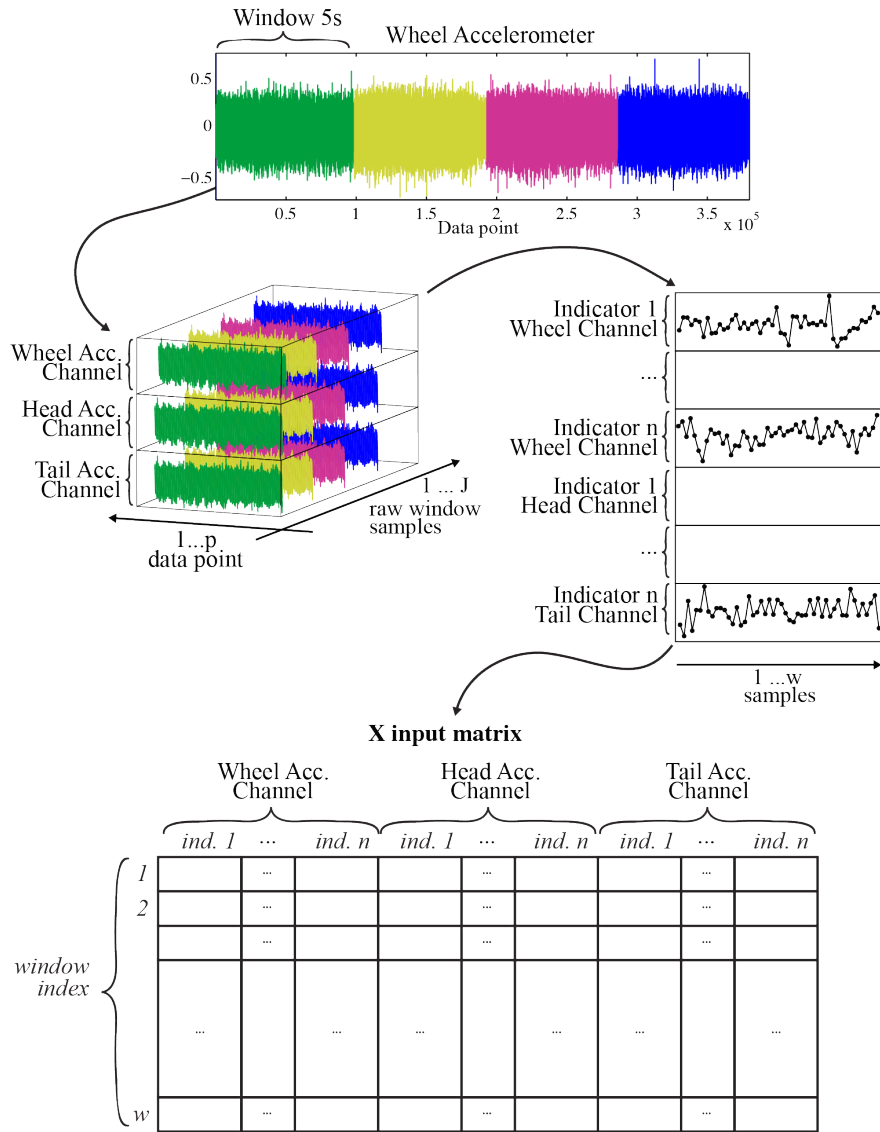 Window 5s
Wheel Accelerometer
0.5
0
−0.5
0.5 1 1.5 2 2.5 3 3.5
Data point
x 10^5
Wheel Acc.
Channel
Head Acc.
Channel
Tail Acc.
Channel
1...p
data point
1 ... J
raw window
samples
Indicator 1
Wheel Channel
...
Indicator n
Wheel Channel
Indicator 1
Head Channel
...
Indicator n
Tail Channel
1 ...w
samples
X input matrix
Wheel Acc.
Channel
Head Acc.
Channel
Tail Acc.
Channel
ind. 1 ... ind. n ind. 1 ... ind. n ind. 1 ... ind. n
1 ... ... ...
2 ... ... ...
... ... ...
window
index
... ... ... ... ... ...
w ... ... ...